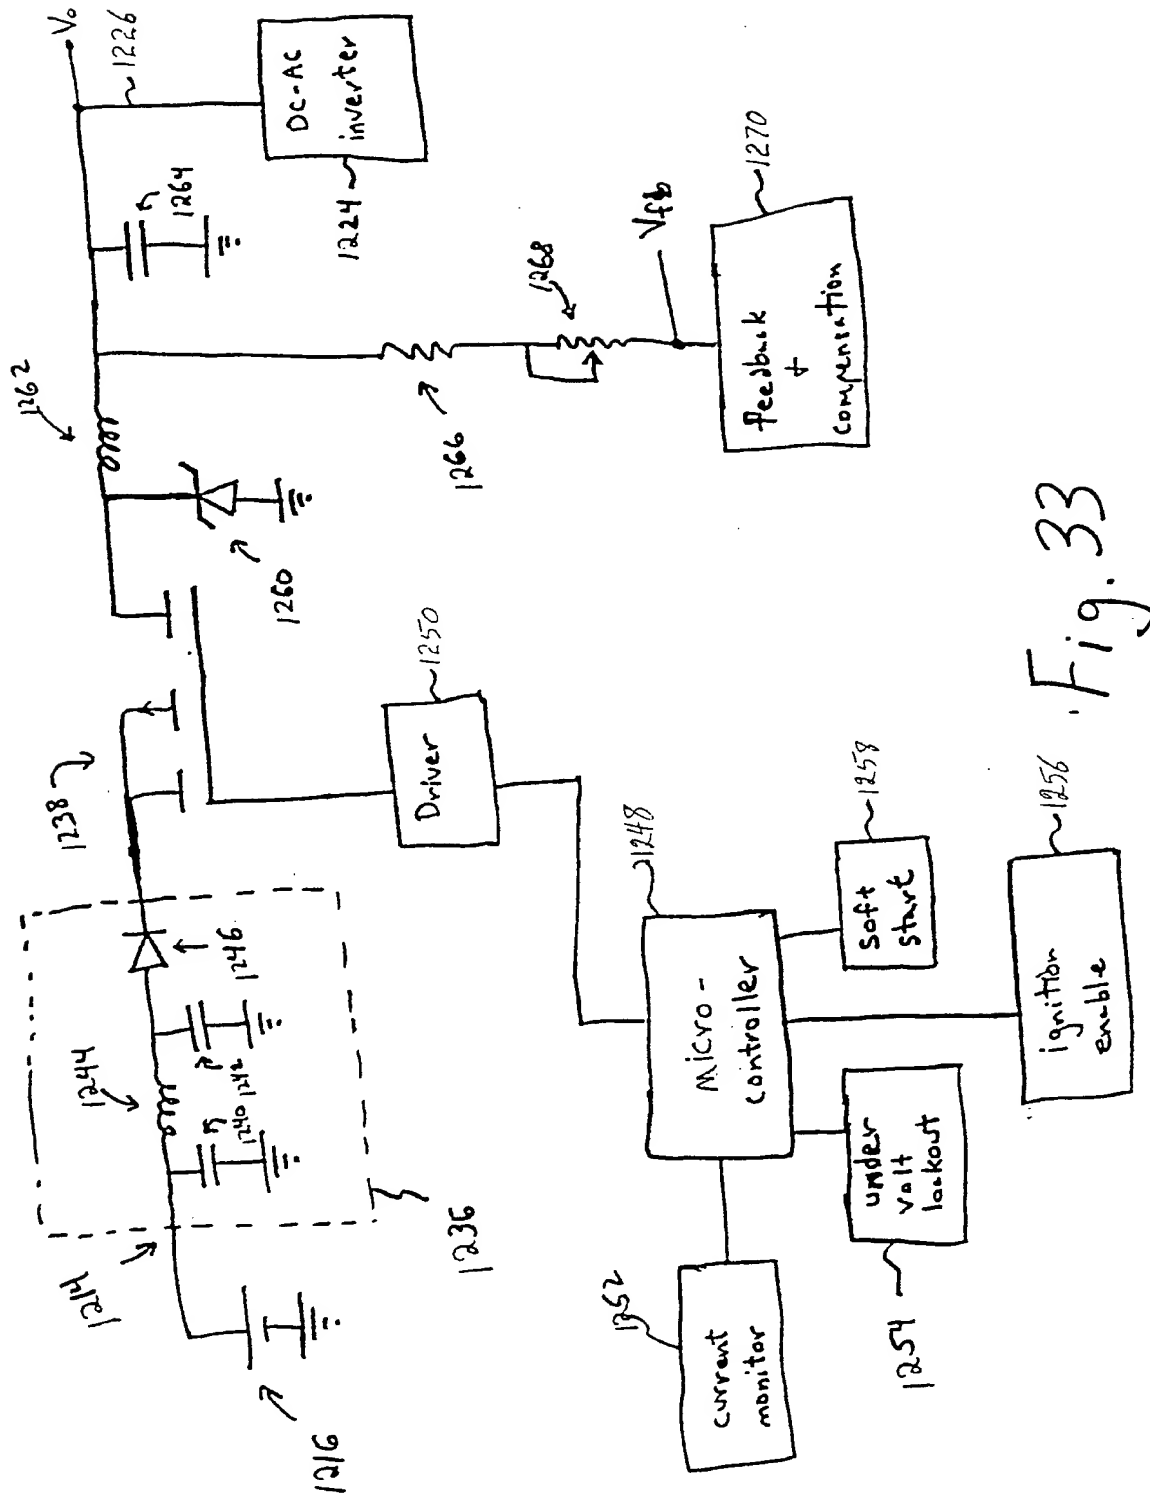 1216
1214
1236
1240
1242
1244
1246
1238
1260
1262
1264
V₀
1226
DC-AC
inverter
1224
1266
1268
Vfb
Feedback
+
compensation
1270
Driver
1250
micro-
controller
1248
current
monitor
1252
under
volt
lockout
1254
ignition
enable
1256
soft
start
1258
Fig. 33